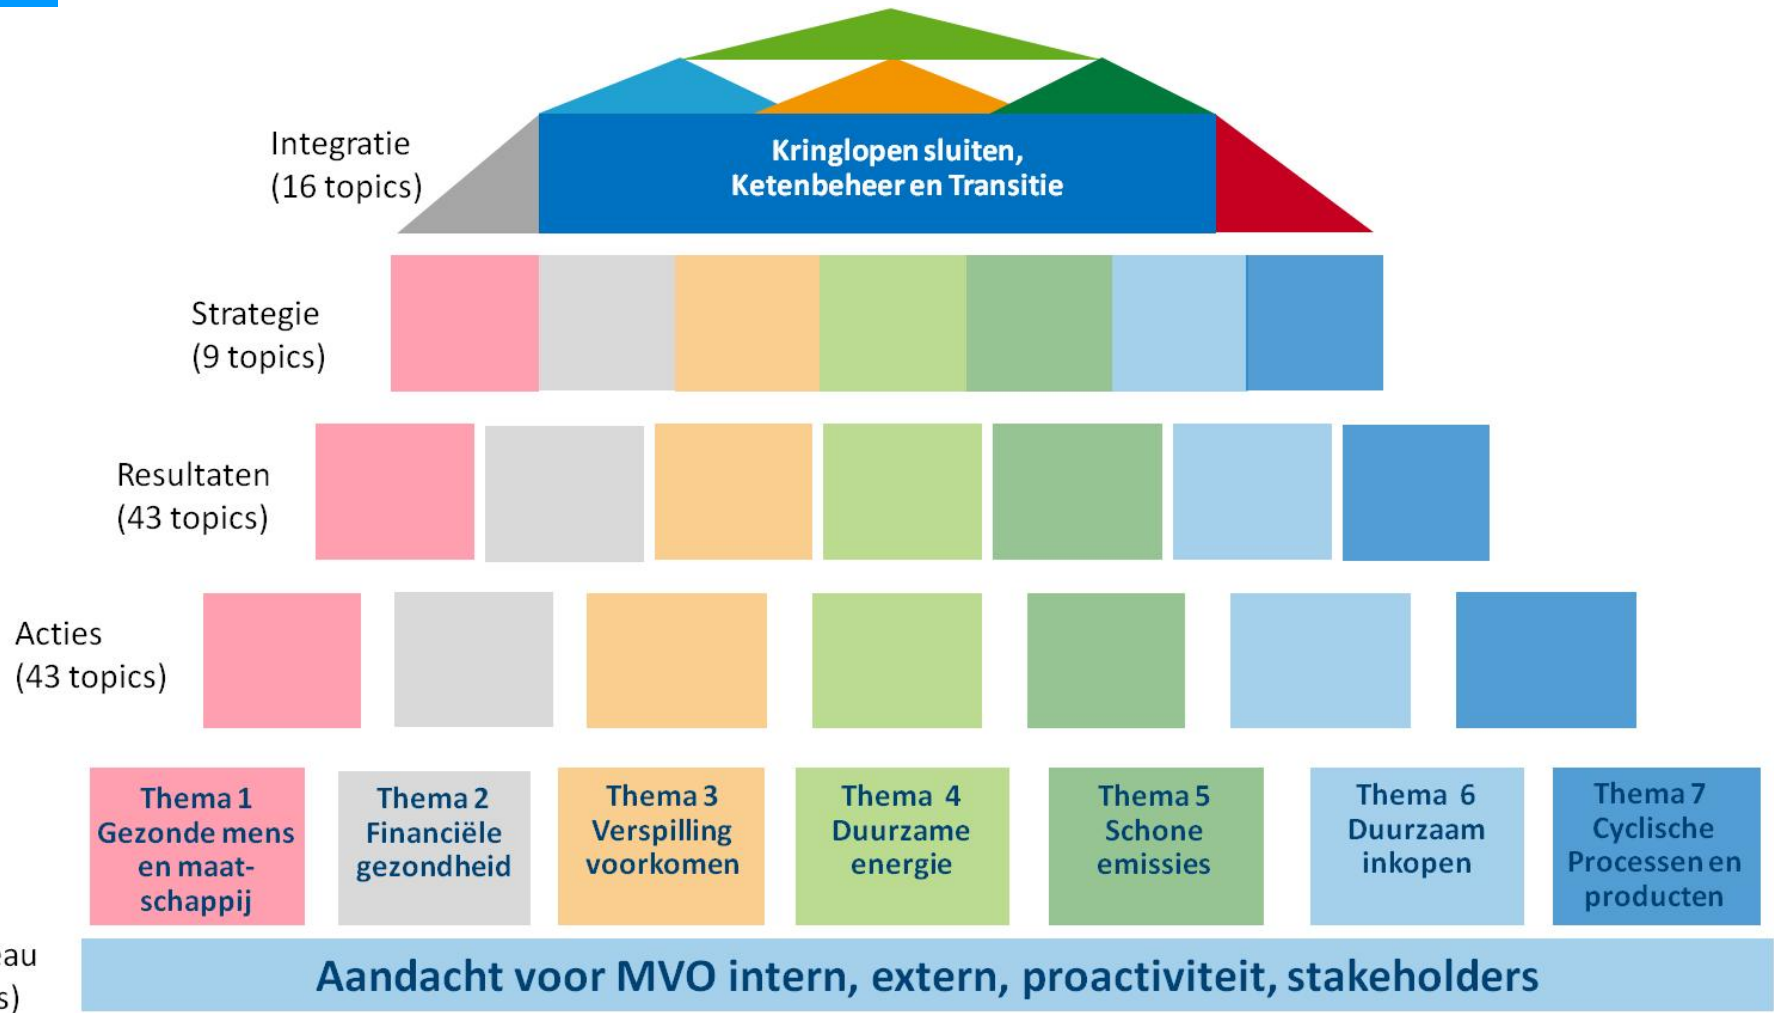 Integratie
(16 topics)
Kringlopen sluiten,
Ketenbeheer en Transitie
Strategie
(9 topics)
Resultaten
(43 topics)
Acties
(43 topics)
Thema 1
Gezonde mens
en maat-
schappij
Thema 2
Financiële
gezondheid
Thema 3
Verspilling
voorkomen
Thema 4
Duurzame
energie
Thema 5
Schone
emissies
Thema 6
Duurzaam
inkopen
Thema 7
Cyclische
Processen en
producten
eau
s)
Aandacht voor MVO intern, extern, proactiviteit, stakeholders